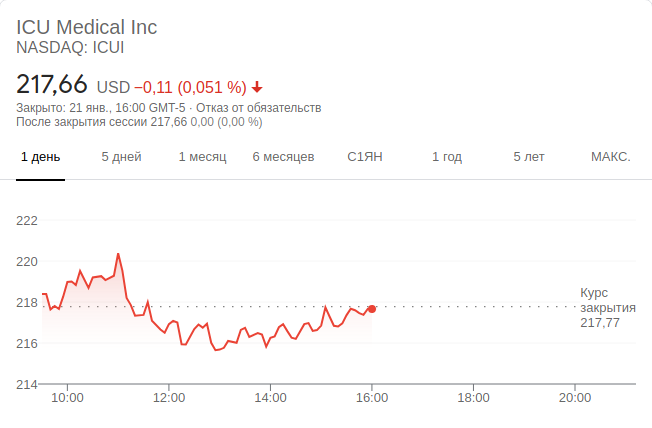 ICU Medical Inc
NASDAQ: ICUI
217,66 USD −0,11 (0,051 %)
Закрыто: 21 янв., 16:00 GMT-5 · Отказ от обязательств
После закрытия сессии 217,66 0,00 (0,00 %)
1 день 5 дней 1 месяц 6 месяцев С1ЯН 1 год 5 лет МАКС.
222
220
218
216
214
Курс
закрытия
217,77
10:00 12:00 14:00 16:00 18:00 20:00